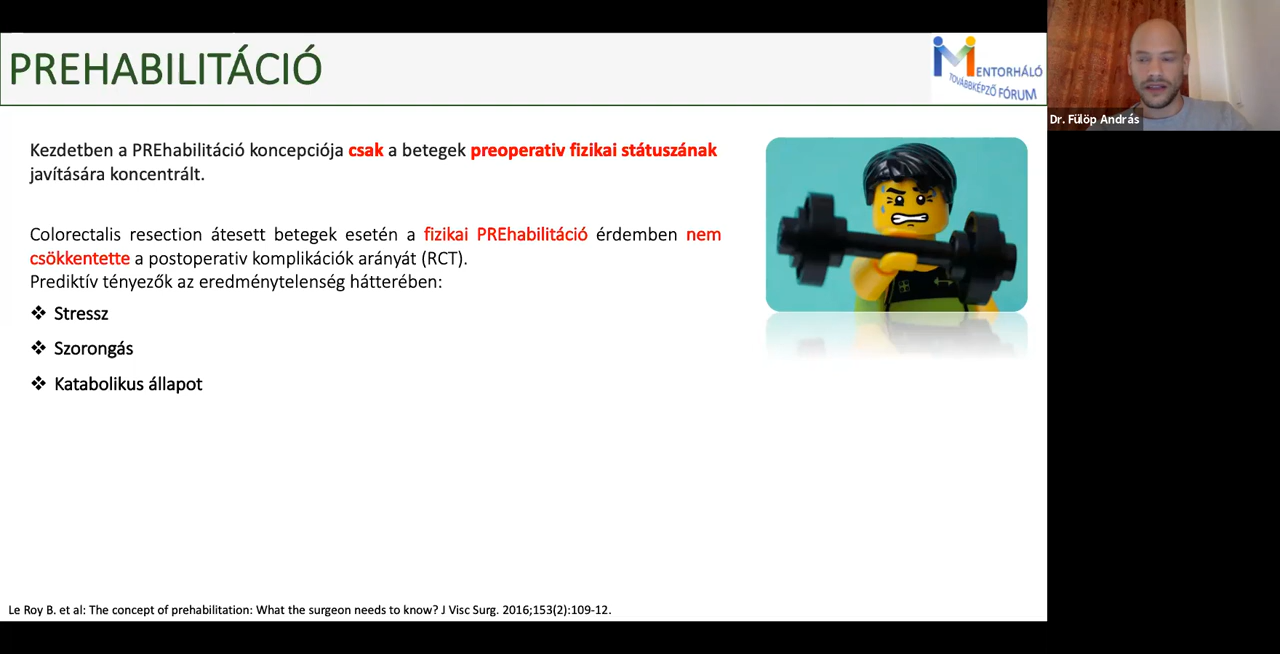 PREHABILITÁCIÓ
MENTORHÁLÓ
TOVÁBBKÉPZŐ FÓRUM
Dr. Fülöp András
Kezdetben a PREhabilitáció koncepciója csak a betegek preoperativ fizikai státuszának
javítására koncentrált.
Colorectalis resection átesett betegek esetén a fizikai PREhabilitáció érdemben nem
csökkentette a postoperativ komplikációk arányát (RCT).
Prediktív tényezők az eredménytelenség hátterében:
❖ Stressz
❖ Szorongás
❖ Katabolikus állapot
Le Roy B. et al: The concept of prehabilitation: What the surgeon needs to know? J Visc Surg. 2016;153(2):109-12.